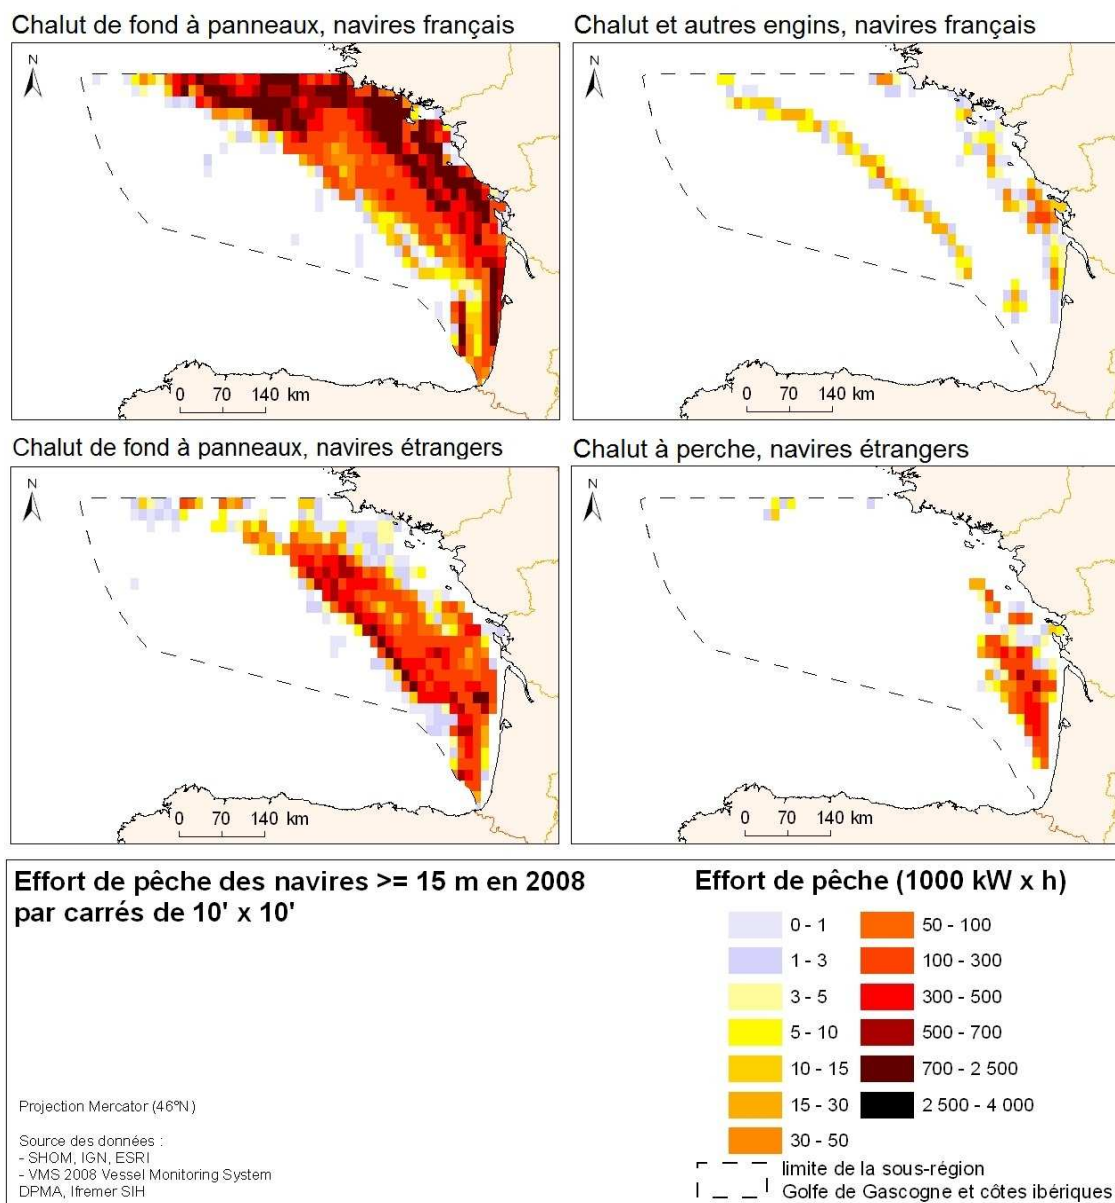 Chalut de fond à panneaux, navires français
N
0 70 140 km
Chalut et autres engins, navires français
N
0 70 140 km
Chalut de fond à panneaux, navires étrangers
N
0 70 140 km
Chalut à perche, navires étrangers
N
0 70 140 km
Effort de pêche des navires >= 15 m en 2008
par carrés de 10' x 10'
Projection Mercator (46°N)
Source des données :
- SHOM, IGN, ESRI
- VMS 2008 Vessel Monitoring System
DPMA, Ifremer SIH
Effort de pêche (1000 kW x h)
0 - 1
1 - 3
3 - 5
5 - 10
10 - 15
15 - 30
30 - 50
50 - 100
100 - 300
300 - 500
500 - 700
700 - 2 500
2 500 - 4 000
limite de la sous-région
Golfe de Gascogne et côtes ibériques